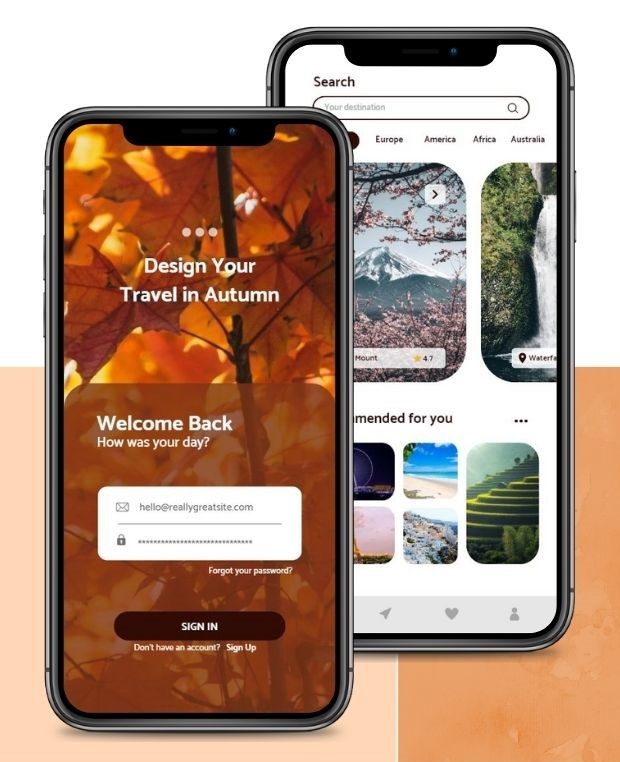 Search
Your destination
Europe America Africa Australia
Mount 4.7
Waterfa
mended for you
Design Your
Travel in Autumn
Welcome Back
How was your day?
hello@reallygreatsite.com
******************************
Forgot your password?
SIGN IN
Don't have an account? Sign Up